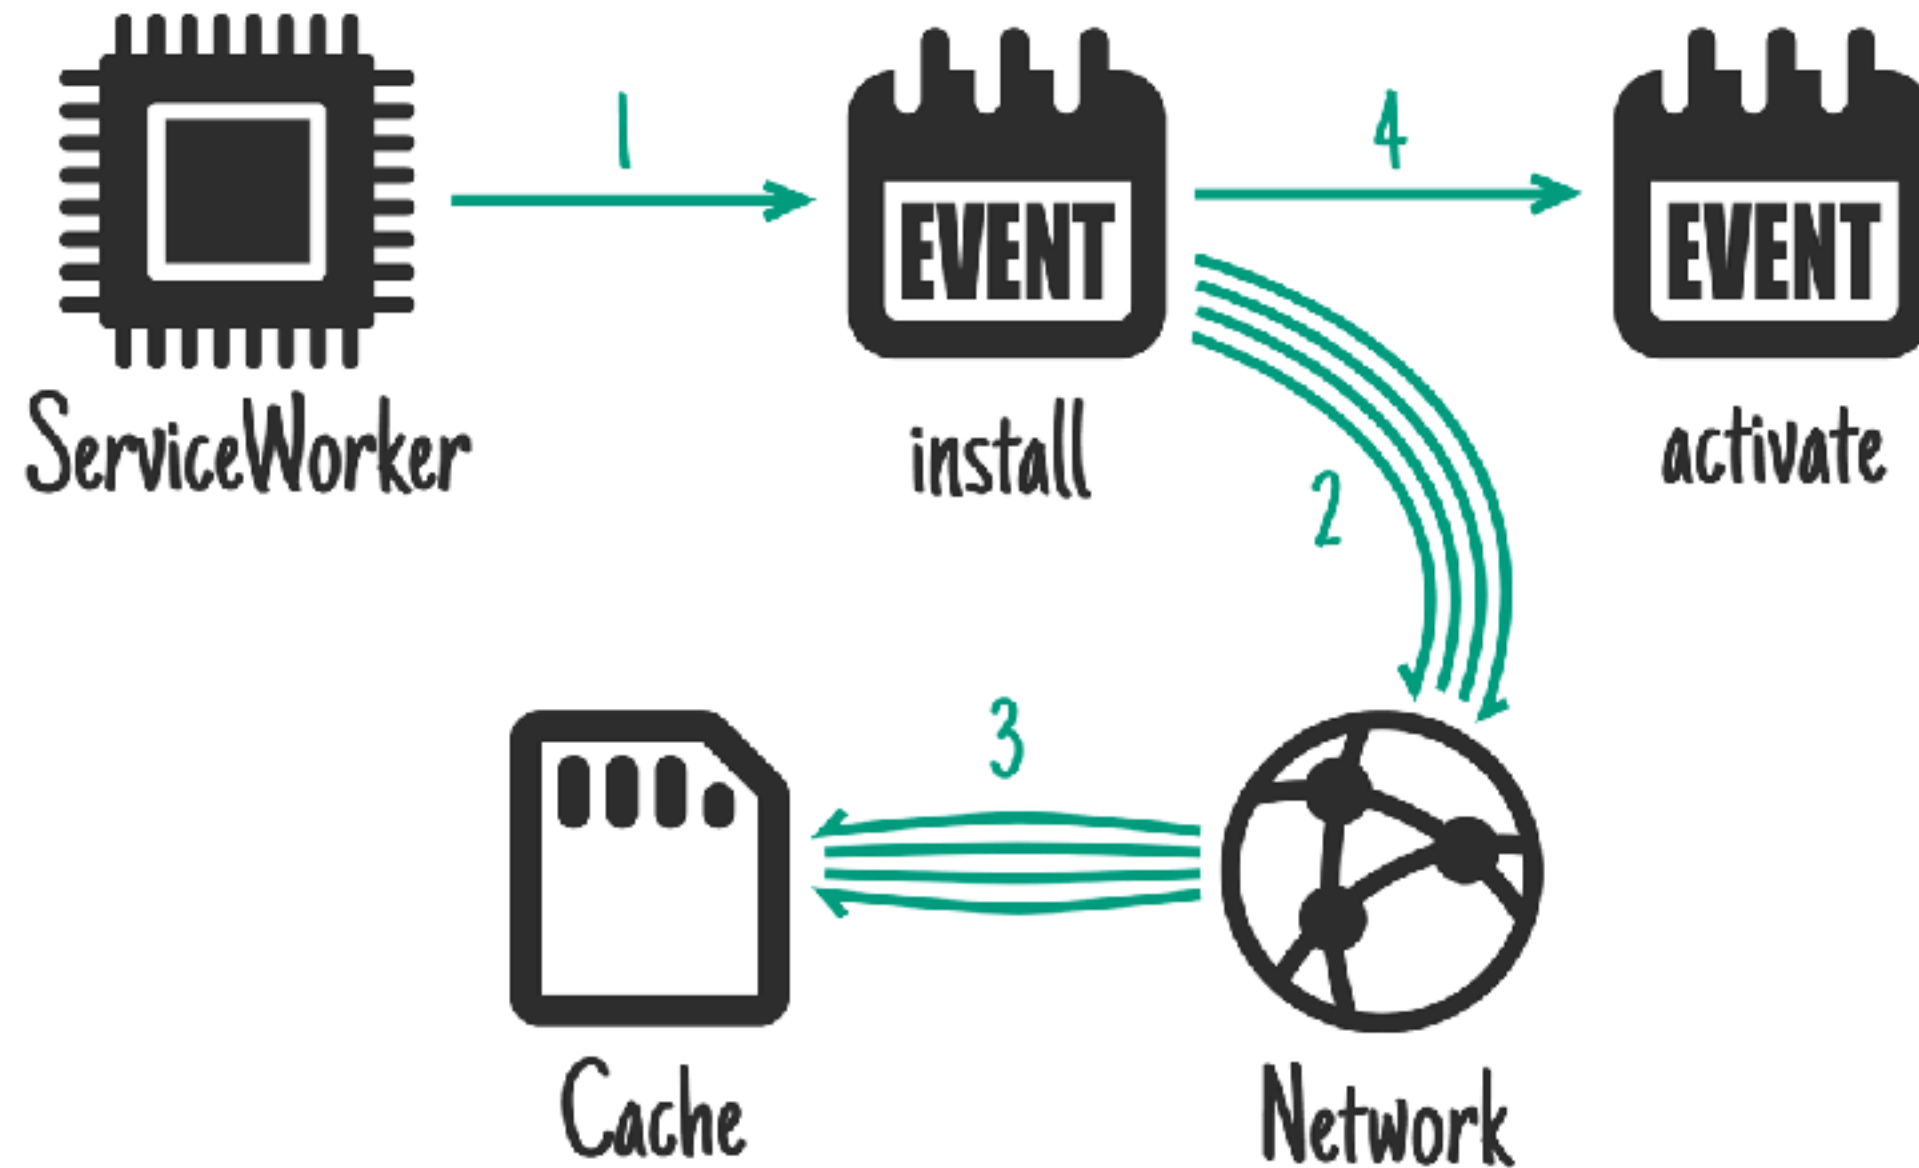 1
4
EVENT
EVENT
ServiceWorker
install
activate
2
3
Cache
Network